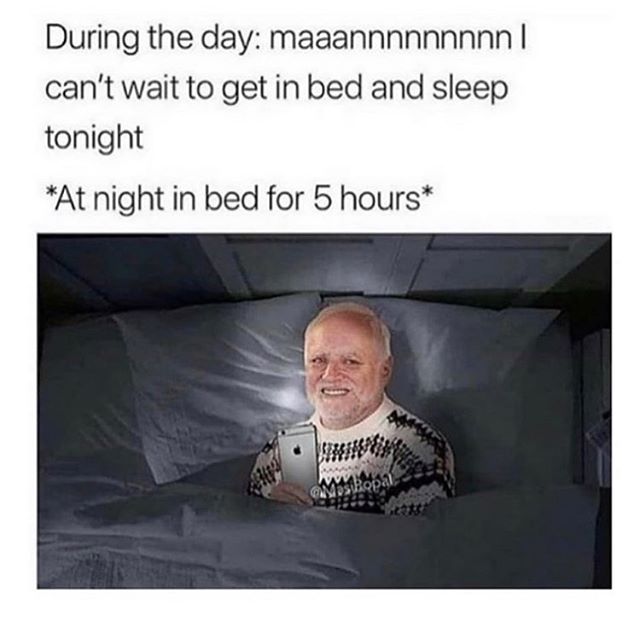 During the day: maaannnnnnnnn I
can't wait to get in bed and sleep
tonight
*At night in bed for 5 hours*